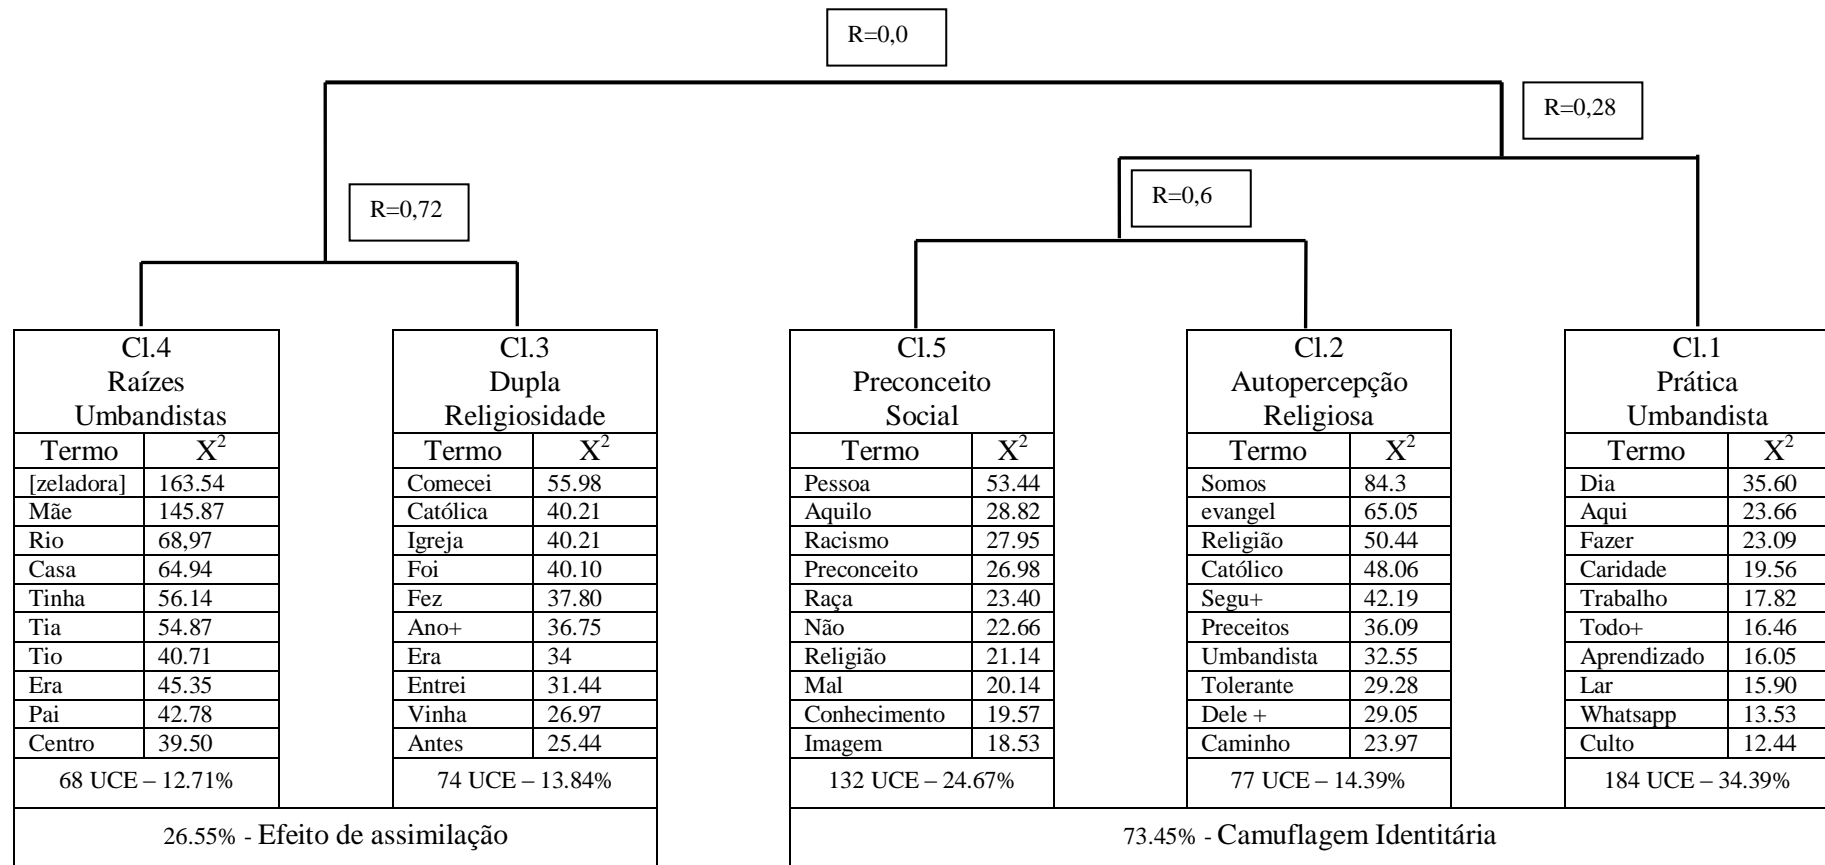 R=0,0
R=0,28
R=0,72
R=0,6
Cl.4
Raízes
Umbandistas
Termo X²
[zeladora] 163.54
Mãe 145.87
Rio 68,97
Casa 64.94
Tinha 56.14
Tia 54.87
Tio 40.71
Era 45.35
Pai 42.78
Centro 39.50
68 UCE – 12.71%
Cl.3
Dupla
Religiosidade
Termo X²
Comecei 55.98
Católica 40.21
Igreja 40.21
Foi 40.10
Fez 37.80
Ano+ 36.75
Era 34
Entrei 31.44
Vinha 26.97
Antes 25.44
74 UCE – 13.84%
26.55% - Efeito de assimilação
Cl.5
Preconceito
Social
Termo X²
Pessoa 53.44
Aquilo 28.82
Racismo 27.95
Preconceito 26.98
Raça 23.40
Não 22.66
Religião 21.14
Mal 20.14
Conhecimento 19.57
Imagem 18.53
132 UCE – 24.67%
Cl.2
Autopercepção
Religiosa
Termo X²
Somos 84.3
evangel 65.05
Religião 50.44
Católico 48.06
Segu+ 42.19
Preceitos 36.09
Umbandista 32.55
Tolerante 29.28
Dele + 29.05
Caminho 23.97
77 UCE – 14.39%
Cl.1
Prática
Umbandista
Termo X²
Dia 35.60
Aqui 23.66
Fazer 23.09
Caridade 19.56
Trabalho 17.82
Todo+ 16.46
Aprendizado 16.05
Lar 15.90
Whatsapp 13.53
Culto 12.44
184 UCE – 34.39%
73.45% - Camuflagem Identitária